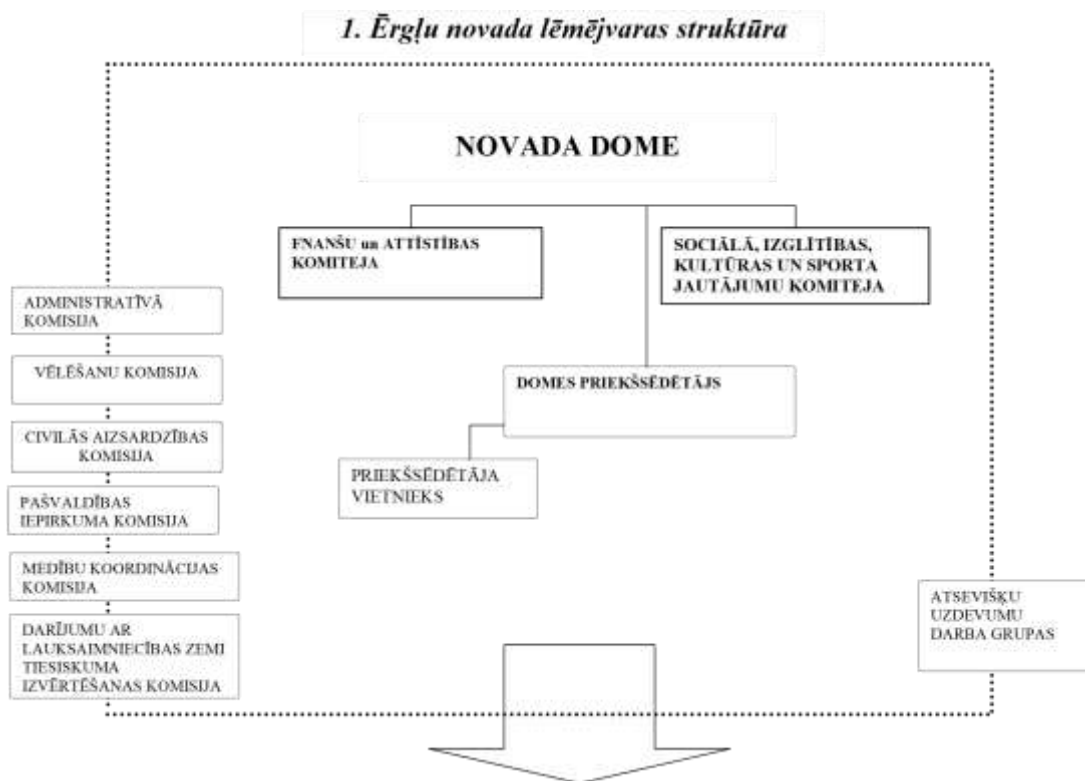 1. Ērgļu novada lēmējvaras struktūra
NOVADA DOME
FNANŠU un ATTĪSTĪBAS
KOMITEJA
SOCIĀLĀ, IZGLĪTĪBAS,
KULTŪRAS UN SPORTA
JAUTĀJUMU KOMITEJA
ADMINISTRATĪVĀ
KOMISIJA
VĒLĒŠANU KOMISIJA
DOMES PRIEKŠSĒDĒTĀJS
CIVILĀS AIZSARDZĪBAS
KOMISIJA
PRIEKŠSĒDĒTĀJA
VIETNIEKS
PAŠVALDĪBAS
IEPIRKUMA KOMISIJA
MEDĪBU KOORDINĀCIJAS
KOMISIJA
DARĪJUMU AR
LAUKSAIMNIECĪBAS ZEMI
TIESISKUMA
IZVĒRTĒŠANAS KOMISIJA
ATSEVIŠĶU
UZDEVUMU
DARBA GRUPAS